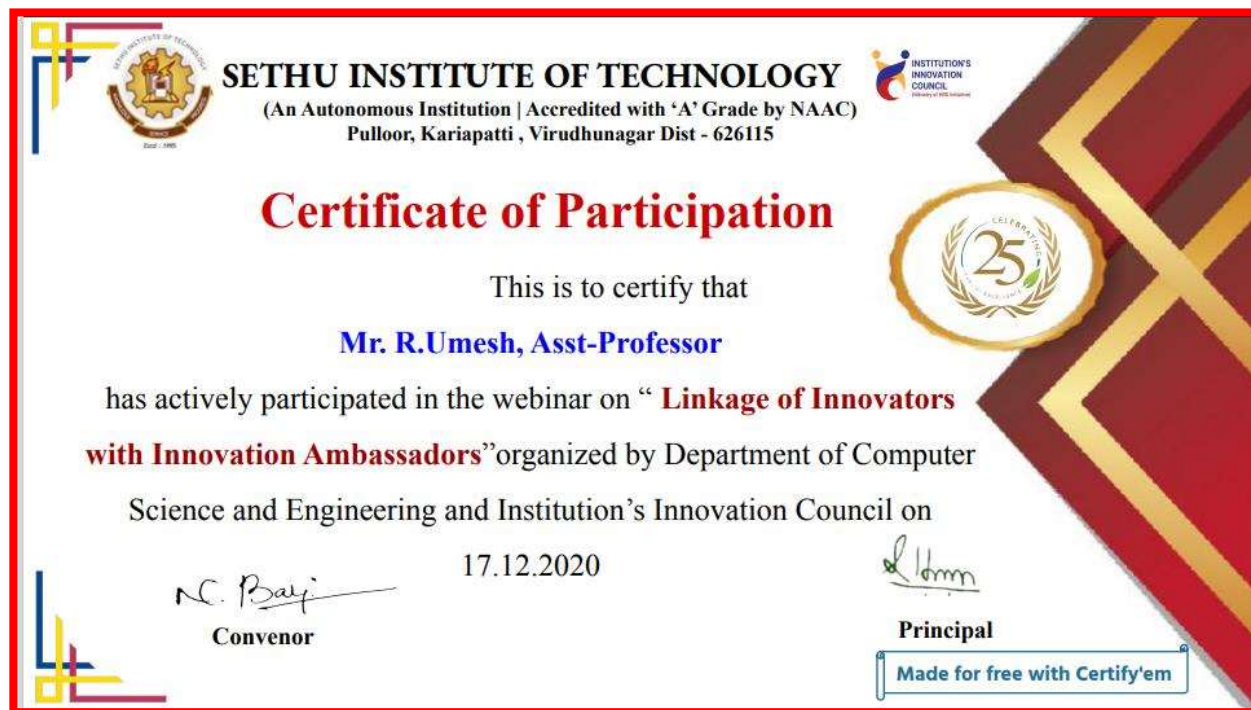 SETHU INSTITUTE OF TECHNOLOGY
(An Autonomous Institution | Accredited with ‘A’ Grade by NAAC)
Pulloor, Kariapatti , Virudhunagar Dist - 626115
INSTITUTION'S
INNOVATION
COUNCIL
Estd : 1995
Certificate of Participation
CELEBRATING
25
This is to certify that
Mr. R.Umesh, Asst-Professor
has actively participated in the webinar on “ Linkage of Innovators
with Innovation Ambassadors”organized by Department of Computer
Science and Engineering and Institution’s Innovation Council on
17.12.2020
Convenor
Principal
Made for free with Certify'em